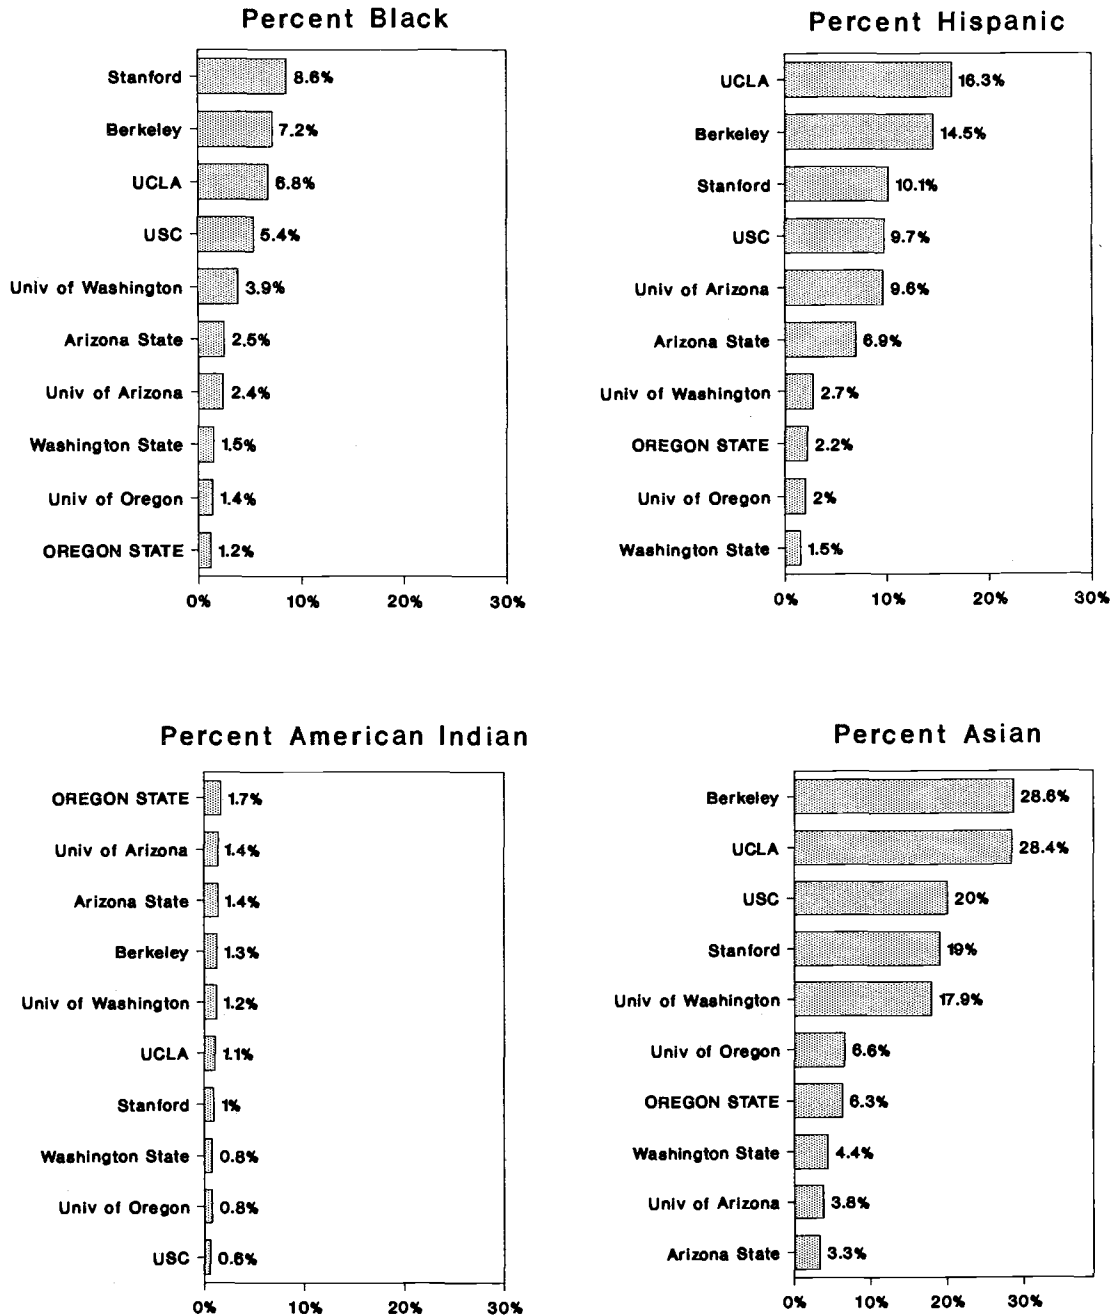 Percent Black
Stanford 8.6%
Berkeley 7.2%
UCLA 6.8%
USC 5.4%
Univ of Washington 3.9%
Arizona State 2.5%
Univ of Arizona 2.4%
Washington State 1.5%
Univ of Oregon 1.4%
OREGON STATE 1.2%
0% 10% 20% 30%
Percent Hispanic
UCLA 16.3%
Berkeley 14.5%
Stanford 10.1%
USC 9.7%
Univ of Arizona 9.6%
Arizona State 6.9%
Univ of Washington 2.7%
OREGON STATE 2.2%
Univ of Oregon 2%
Washington State 1.5%
0% 10% 20% 30%
Percent American Indian
OREGON STATE 1.7%
Univ of Arizona 1.4%
Arizona State 1.4%
Berkeley 1.3%
Univ of Washington 1.2%
UCLA 1.1%
Stanford 1%
Washington State 0.8%
Univ of Oregon 0.8%
USC 0.6%
0% 10% 20% 30%
Percent Asian
Berkeley 28.6%
UCLA 28.4%
USC 20%
Stanford 19%
Univ of Washington 17.9%
Univ of Oregon 6.6%
OREGON STATE 6.3%
Washington State 4.4%
Univ of Arizona 3.8%
Arizona State 3.3%
0% 10% 20% 30%